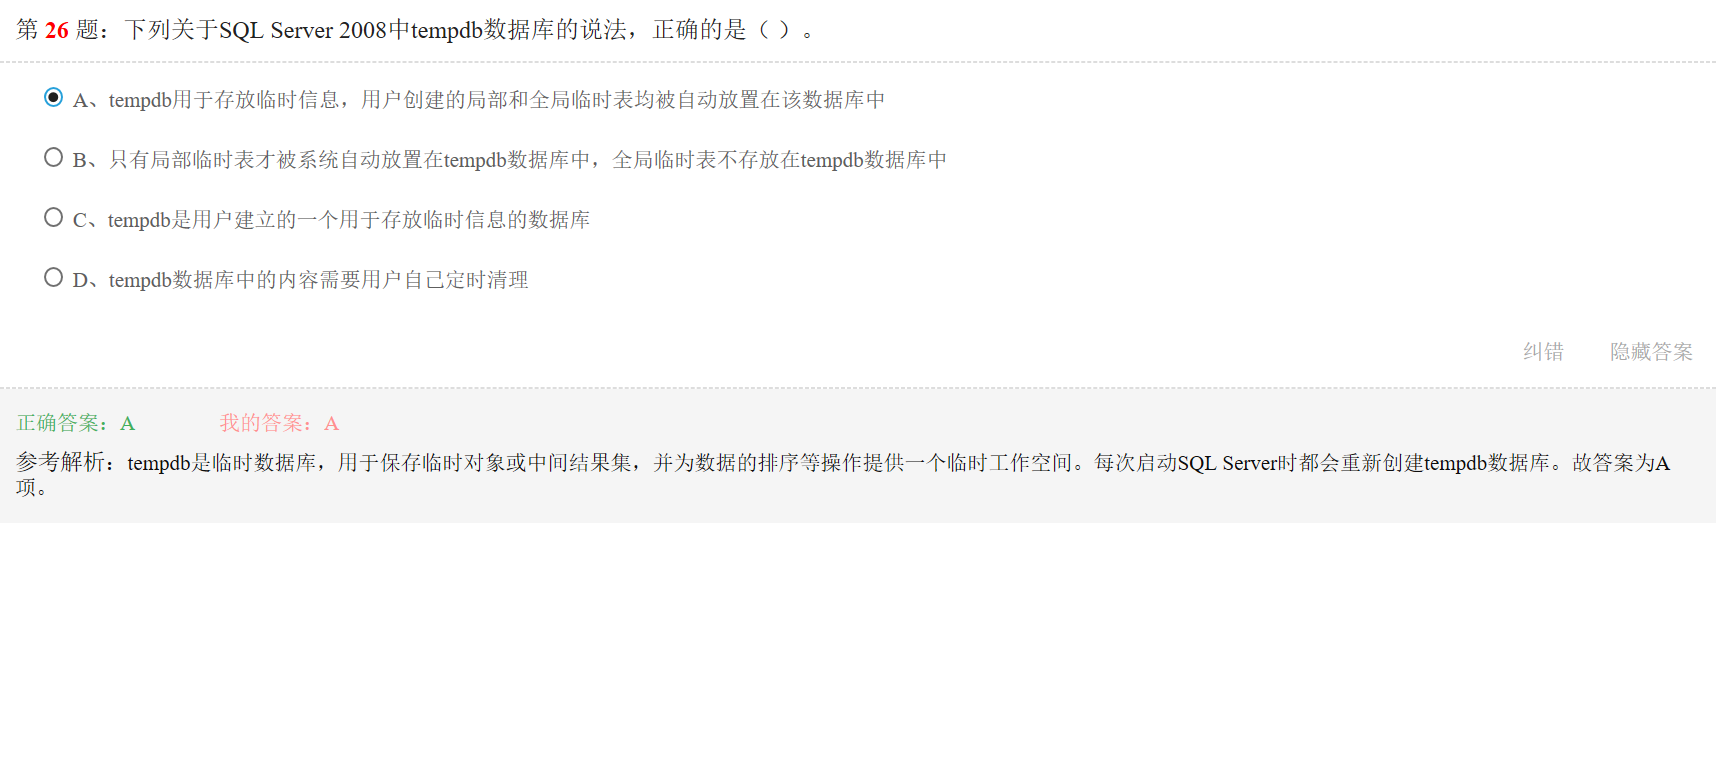 第 26 题：下列关于SQL Server 2008中tempdb数据库的说法，正确的是（ ）。
A、tempdb用于存放临时信息，用户创建的局部和全局临时表均被自动放置在该数据库中
B、只有局部临时表才被系统自动放置在tempdb数据库中，全局临时表不存放在tempdb数据库中
C、tempdb是用户建立的一个用于存放临时信息的数据库
D、tempdb数据库中的内容需要用户自己定时清理
纠错 隐藏答案
正确答案：A 我的答案：A
参考解析：tempdb是临时数据库，用于保存临时对象或中间结果集，并为数据的排序等操作提供一个临时工作空间。每次启动SQL Server时都会重新创建tempdb数据库。故答案为A
项。